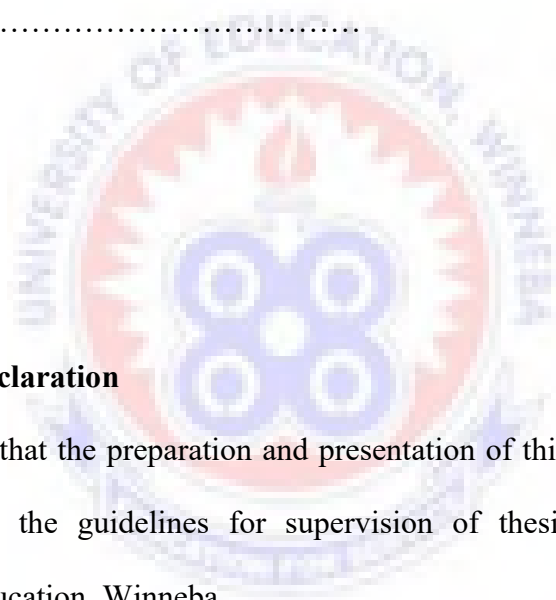 ……………………………
UNIVERSITY OF EDUCATION, WINNEBA
claration
that the preparation and presentation of thi
the guidelines for supervision of thesi
ucation, Winneba